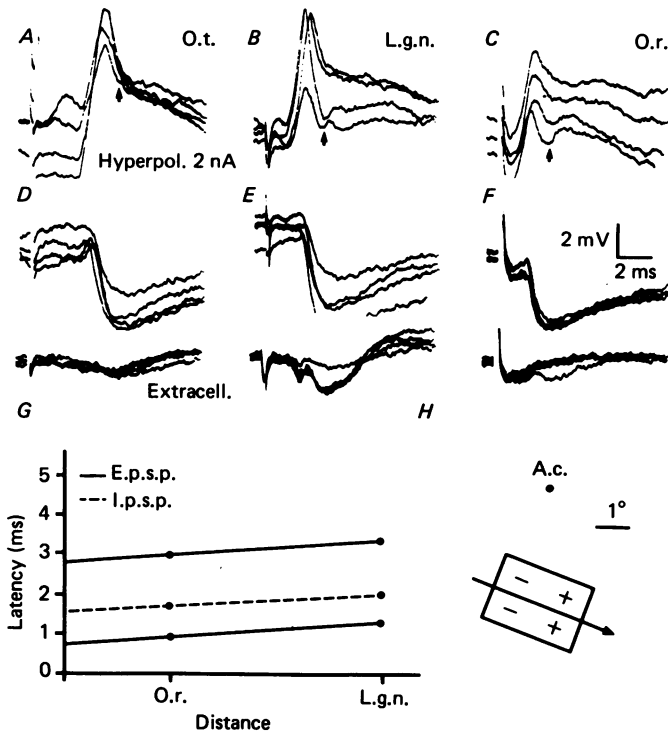 A O.t. B L.g.n. C O.r.
Hyperpol. 2 nA
D E F
2 mV
2 ms
Extracell.
G H
E.p.s.p.
I.p.s.p.
Latency (ms)
5
4
3
2
1
0
O.r. L.g.n.
Distance
A.c.
1°
− +
− +